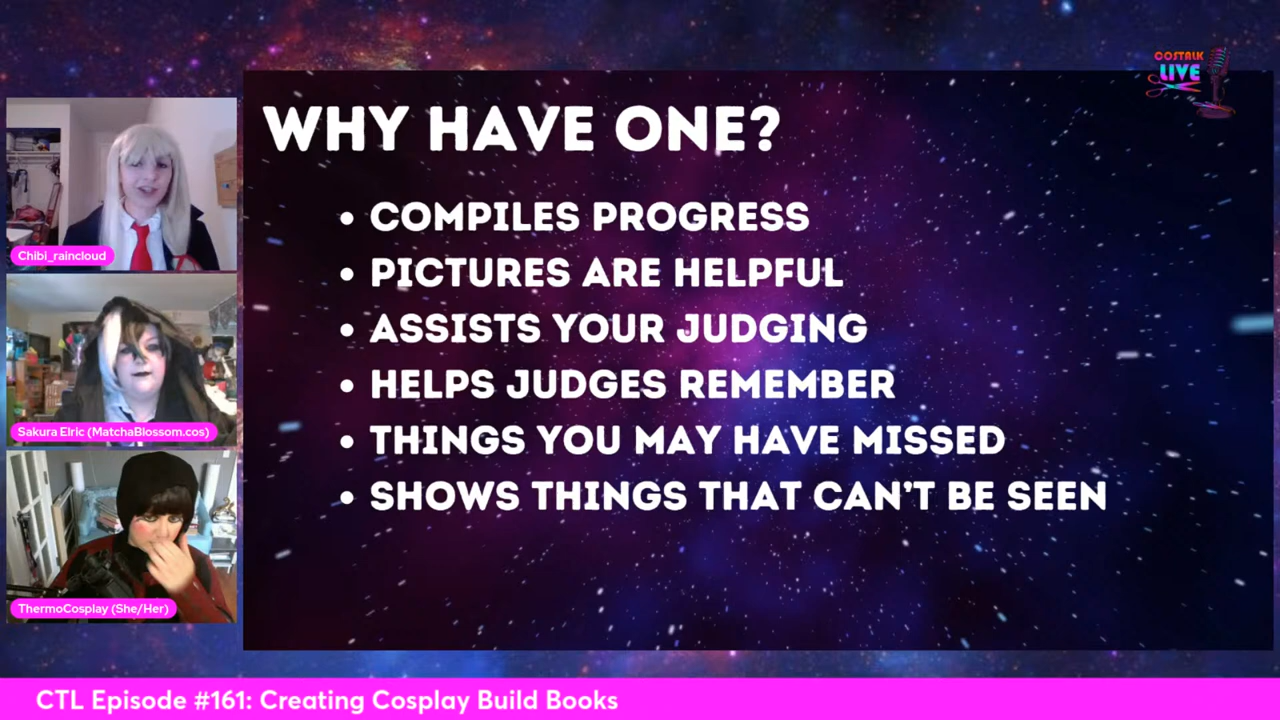 COSTALK
LIVE
WHY HAVE ONE?
• COMPILES PROGRESS
• PICTURES ARE HELPFUL
• ASSISTS YOUR JUDGING
• HELPS JUDGES REMEMBER
• THINGS YOU MAY HAVE MISSED
• SHOWS THINGS THAT CAN'T BE SEEN
Chibi_raincloud
Sakura Elric (MatchaBlossom.cos)
ThermoCosplay (She/Her)
CTL Episode #161: Creating Cosplay Build Books